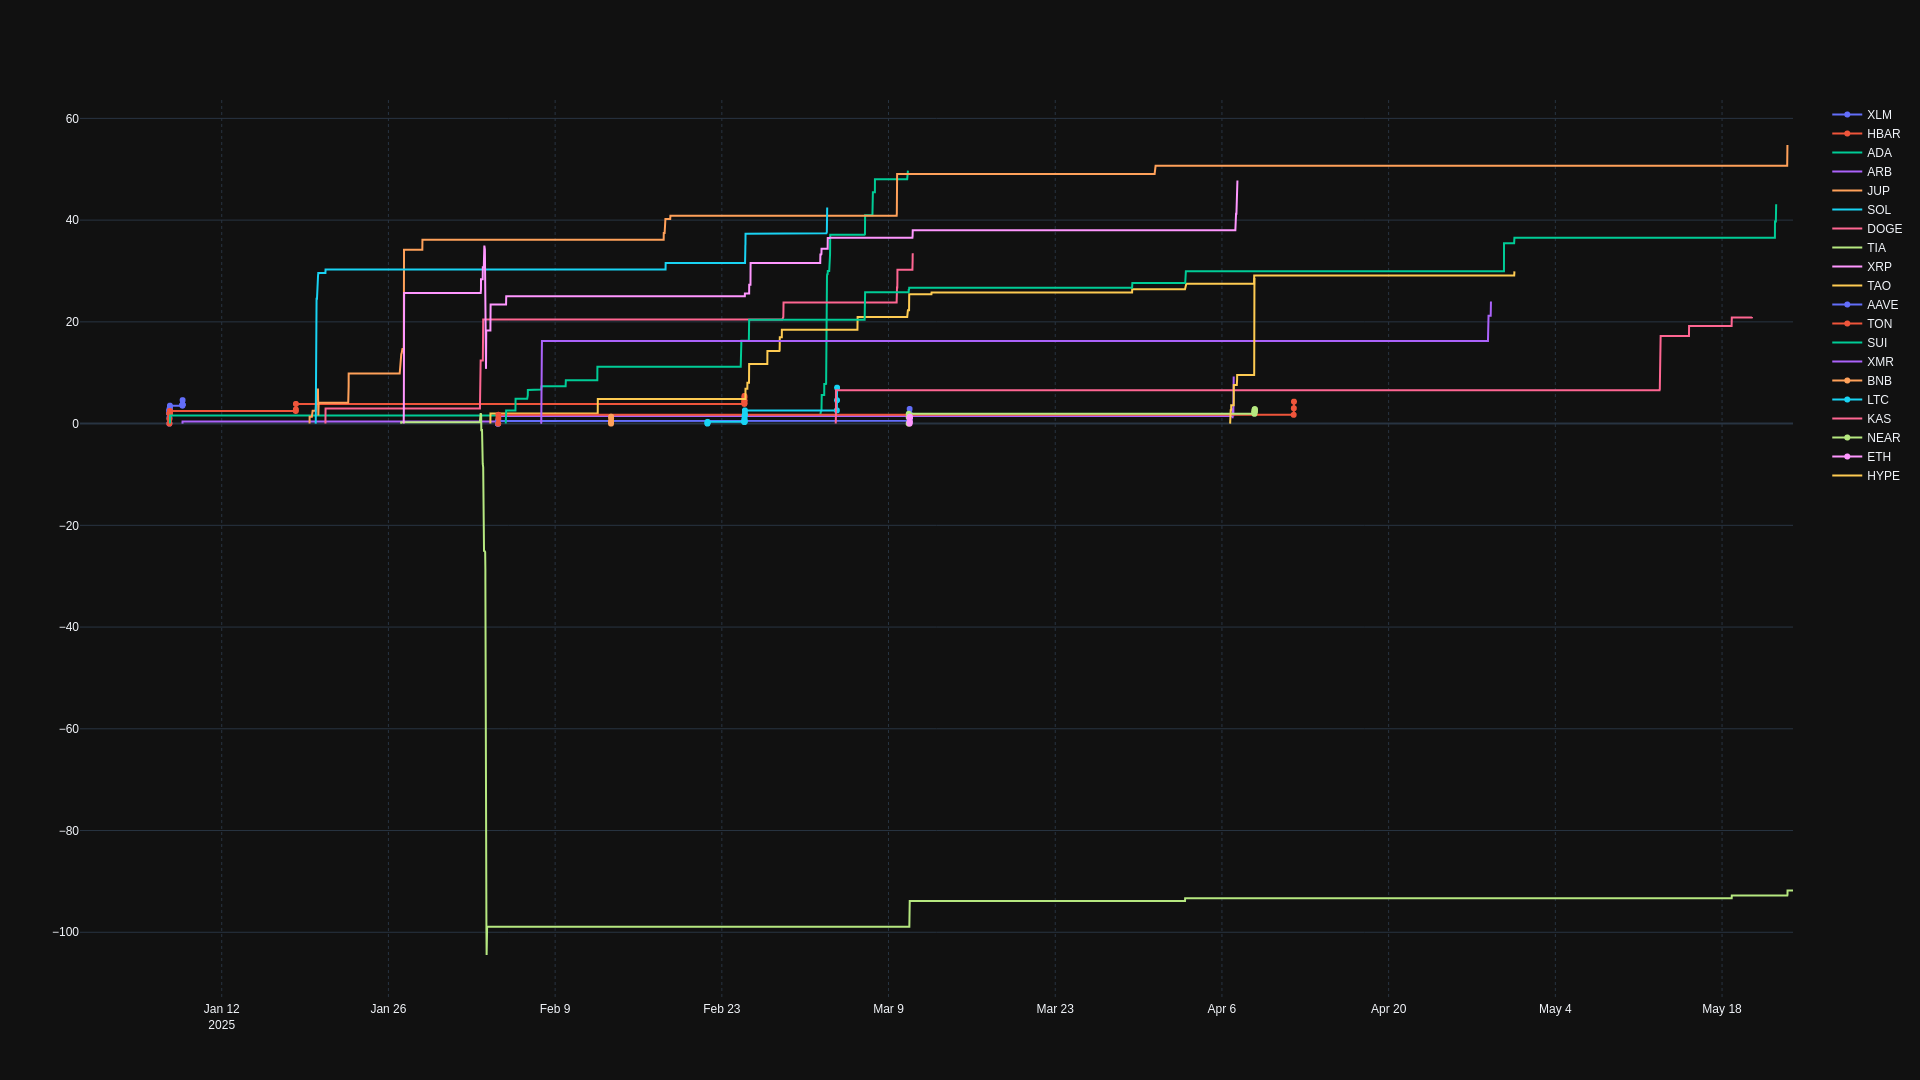 60
40
20
0
−20
−40
−60
−80
−100
Jan 12
2025
Jan 26
Feb 9
Feb 23
Mar 9
Mar 23
Apr 6
Apr 20
May 4
May 18
XLM
HBAR
ADA
ARB
JUP
SOL
DOGE
TIA
XRP
TAO
AAVE
TON
SUI
XMR
BNB
LTC
KAS
NEAR
ETH
HYPE